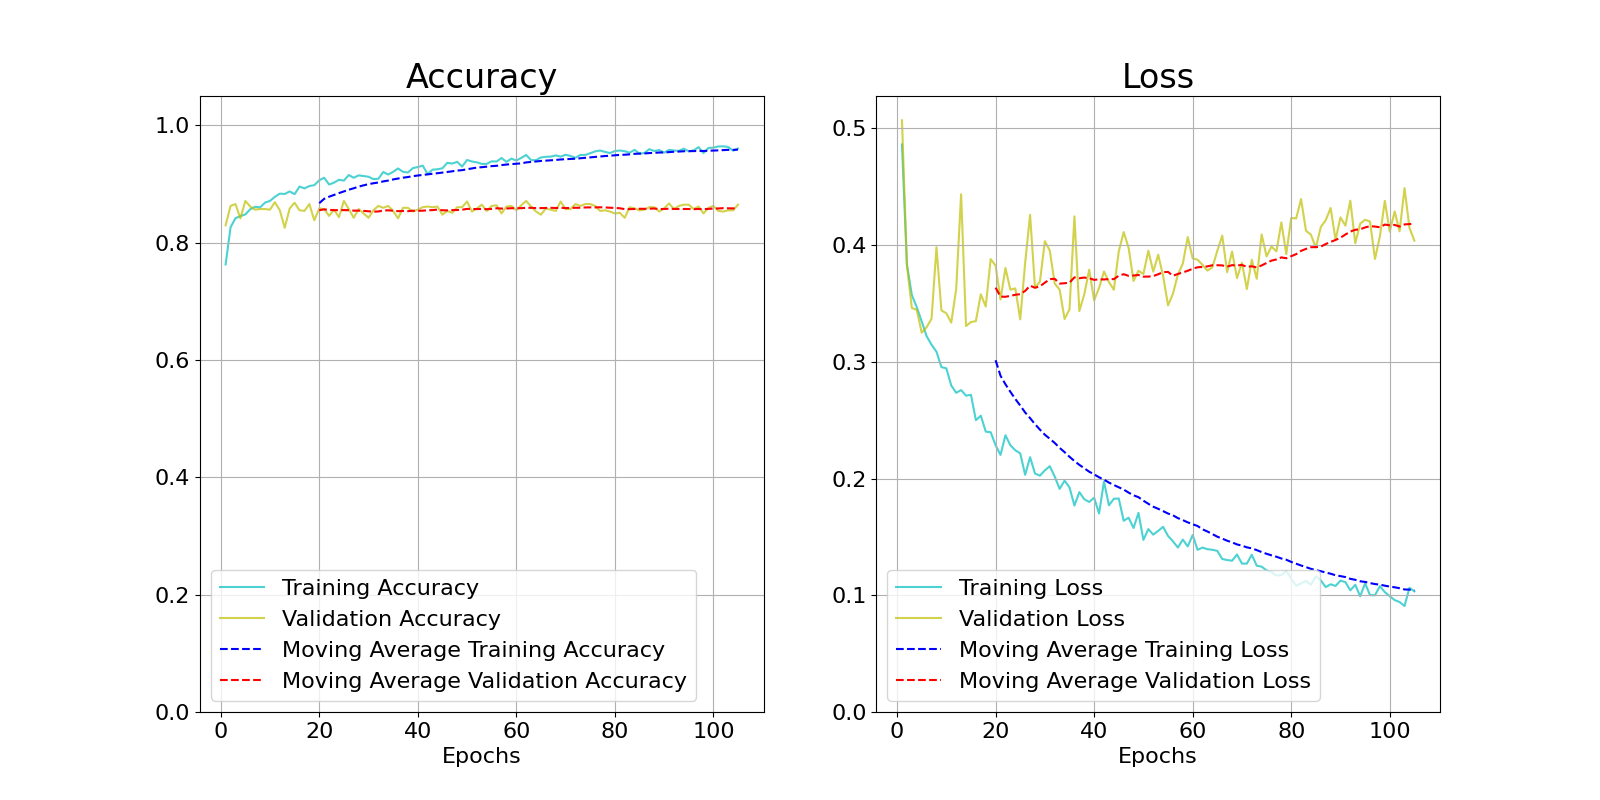 Accuracy
1.0
0.8
0.6
0.4
0.2
0.0
Training Accuracy
Validation Accuracy
Moving Average Training Accuracy
Moving Average Validation Accuracy
0 20 40 60 80 100
Epochs
Loss
0.5
0.4
0.3
0.2
0.1
0.0
Training Loss
Validation Loss
Moving Average Training Loss
Moving Average Validation Loss
0 20 40 60 80 100
Epochs